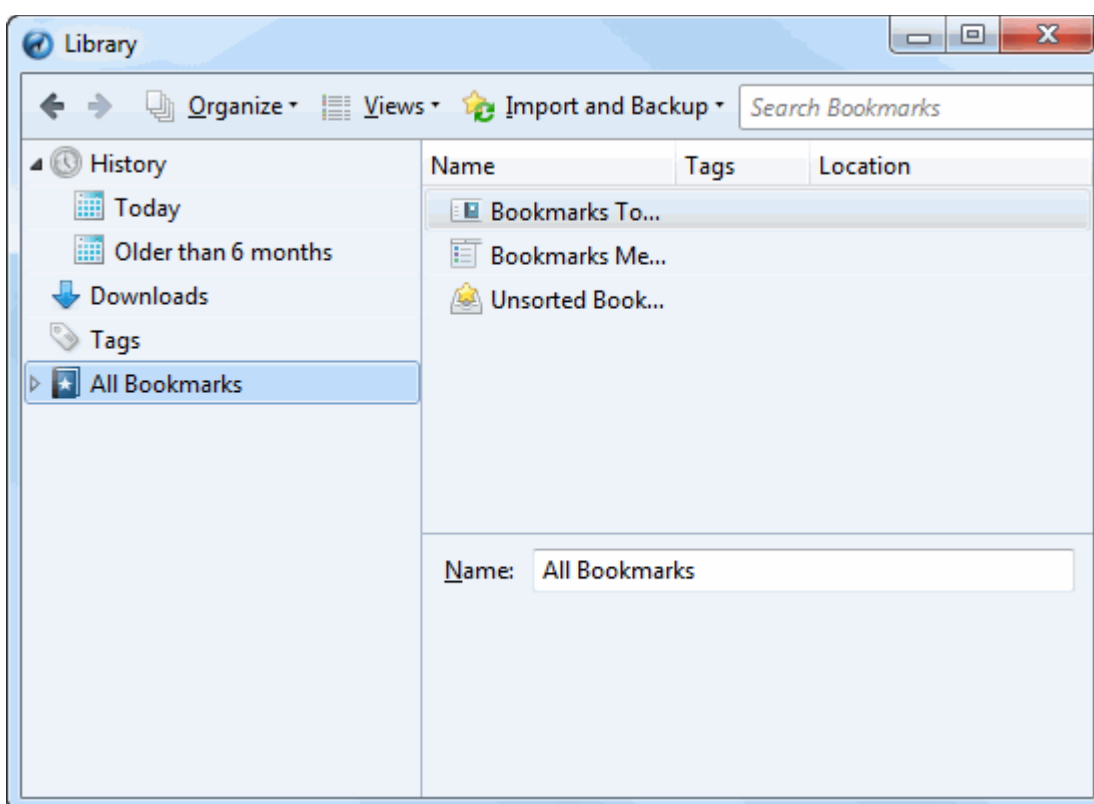 Library
Organize Views Import and Backup Search Bookmarks
History
Today
Older than 6 months
Downloads
Tags
All Bookmarks
Name Tags Location
Bookmarks To...
Bookmarks Me...
Unsorted Book...
Name: All Bookmarks